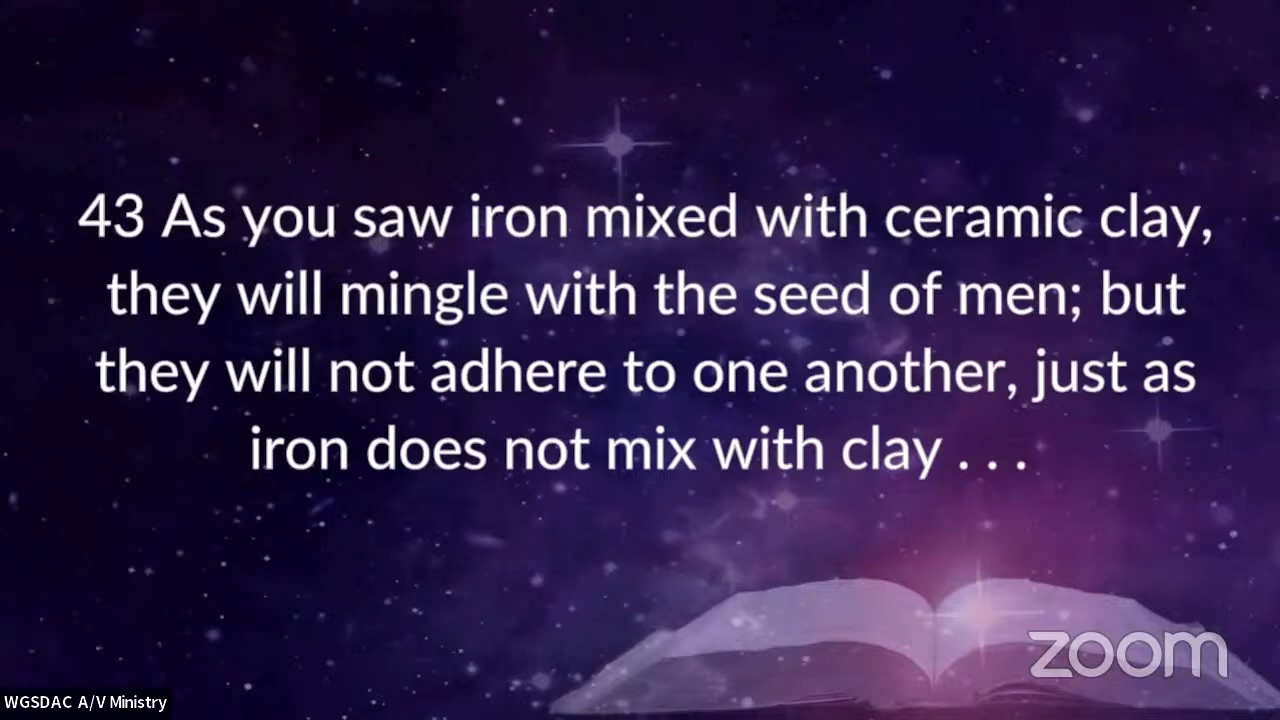 43 As you saw iron mixed with ceramic clay,
they will mingle with the seed of men; but
they will not adhere to one another, just as
iron does not mix with clay . . .
zoom
WGSDAC A/V Ministry